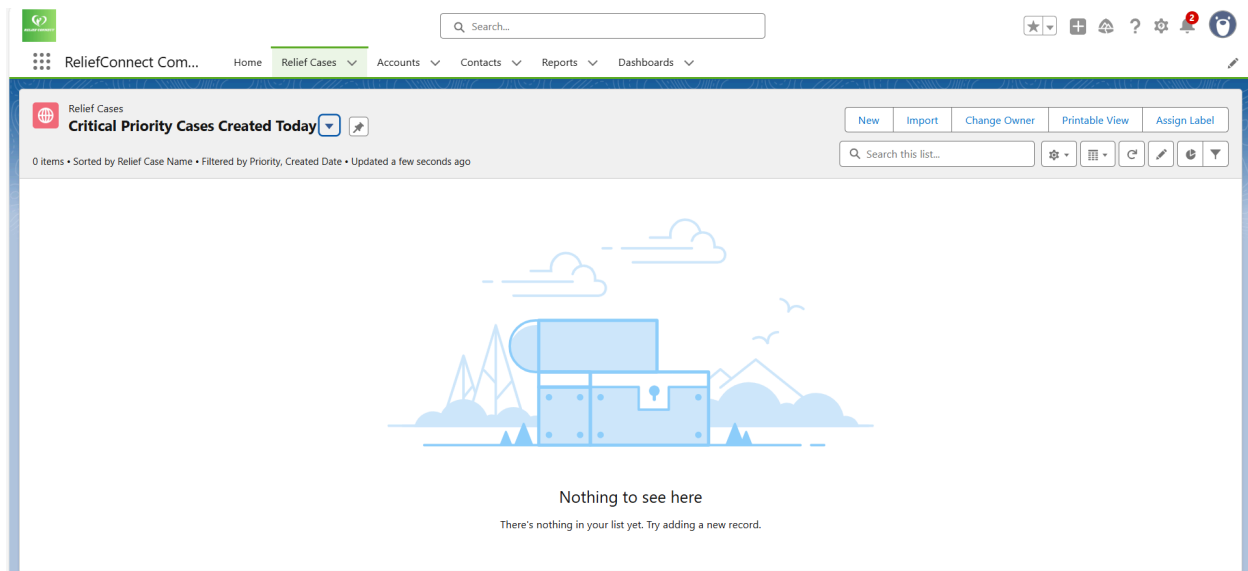 RELIEF CONNECT
Search...
2
ReliefConnect Com...
Home
Relief Cases
Accounts
Contacts
Reports
Dashboards
Relief Cases
Critical Priority Cases Created Today
New
Import
Change Owner
Printable View
Assign Label
0 items • Sorted by Relief Case Name • Filtered by Priority, Created Date • Updated a few seconds ago
Search this list...
Nothing to see here
There's nothing in your list yet. Try adding a new record.